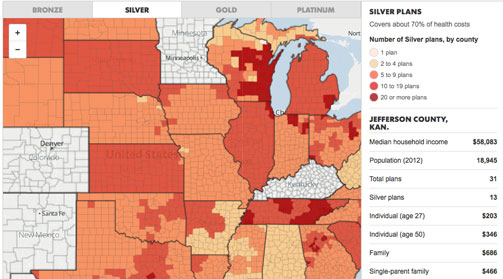 BRONZE
SILVER
GOLD
PLATINUM
+
−
Minnesota
Minneapolis
Denver
Colorado
United States
Kentucky
Santa Fe
New Mexico
SILVER PLANS
Covers about 70% of health costs
Number of Silver plans, by county
1 plan
2 to 4 plans
5 to 9 plans
10 to 19 plans
20 or more plans
JEFFERSON COUNTY,
KAN.
Median household income $58,083
Population (2012) 18,945
Total plans 31
Silver plans 13
Individual (age 27) $203
Individual (age 50) $346
Family $686
Single-parent family $466